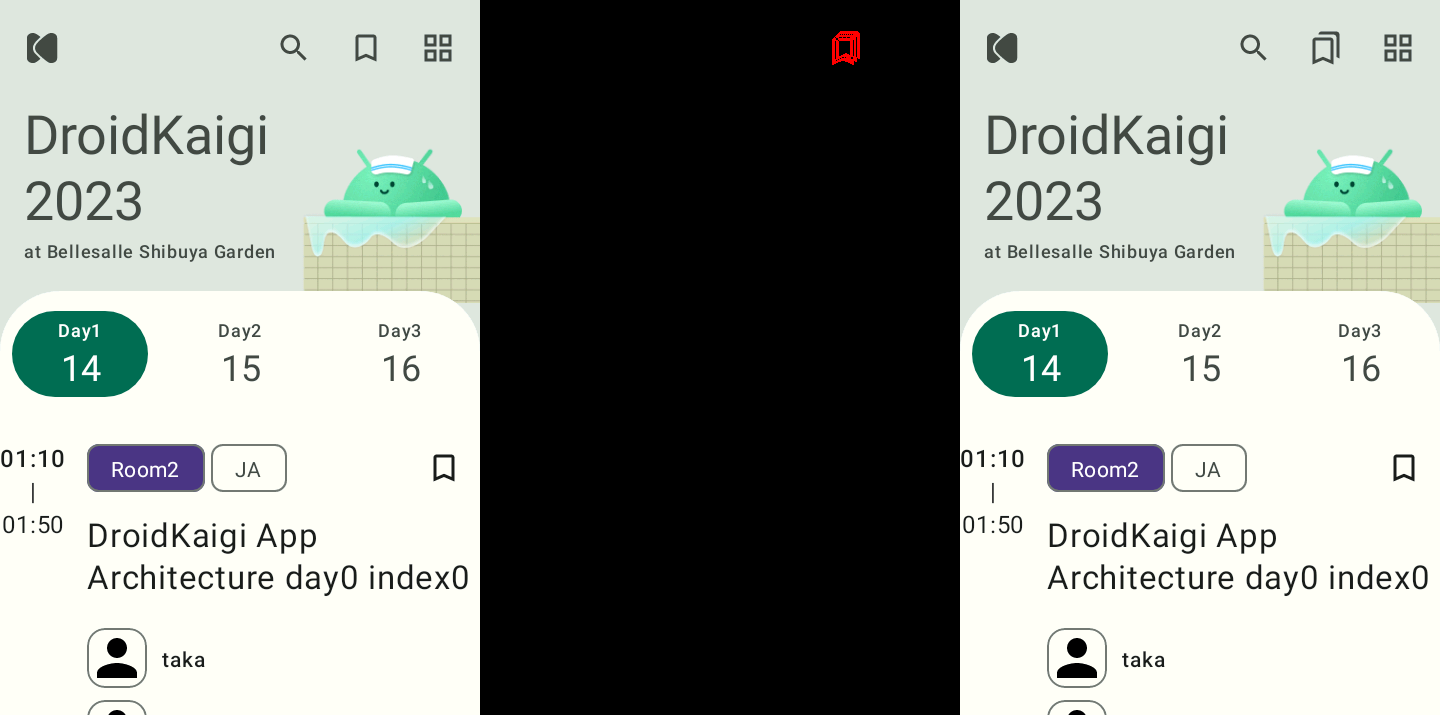 DroidKaigi
2023
at Bellesalle Shibuya Garden
Day1
14
Day2
15
Day3
16
01:10
|
01:50
Room2
JA
DroidKaigi App
Architecture day0 index0
taka
DroidKaigi
2023
at Bellesalle Shibuya Garden
Day1
14
Day2
15
Day3
16
01:10
|
01:50
Room2
JA
DroidKaigi App
Architecture day0 index0
taka